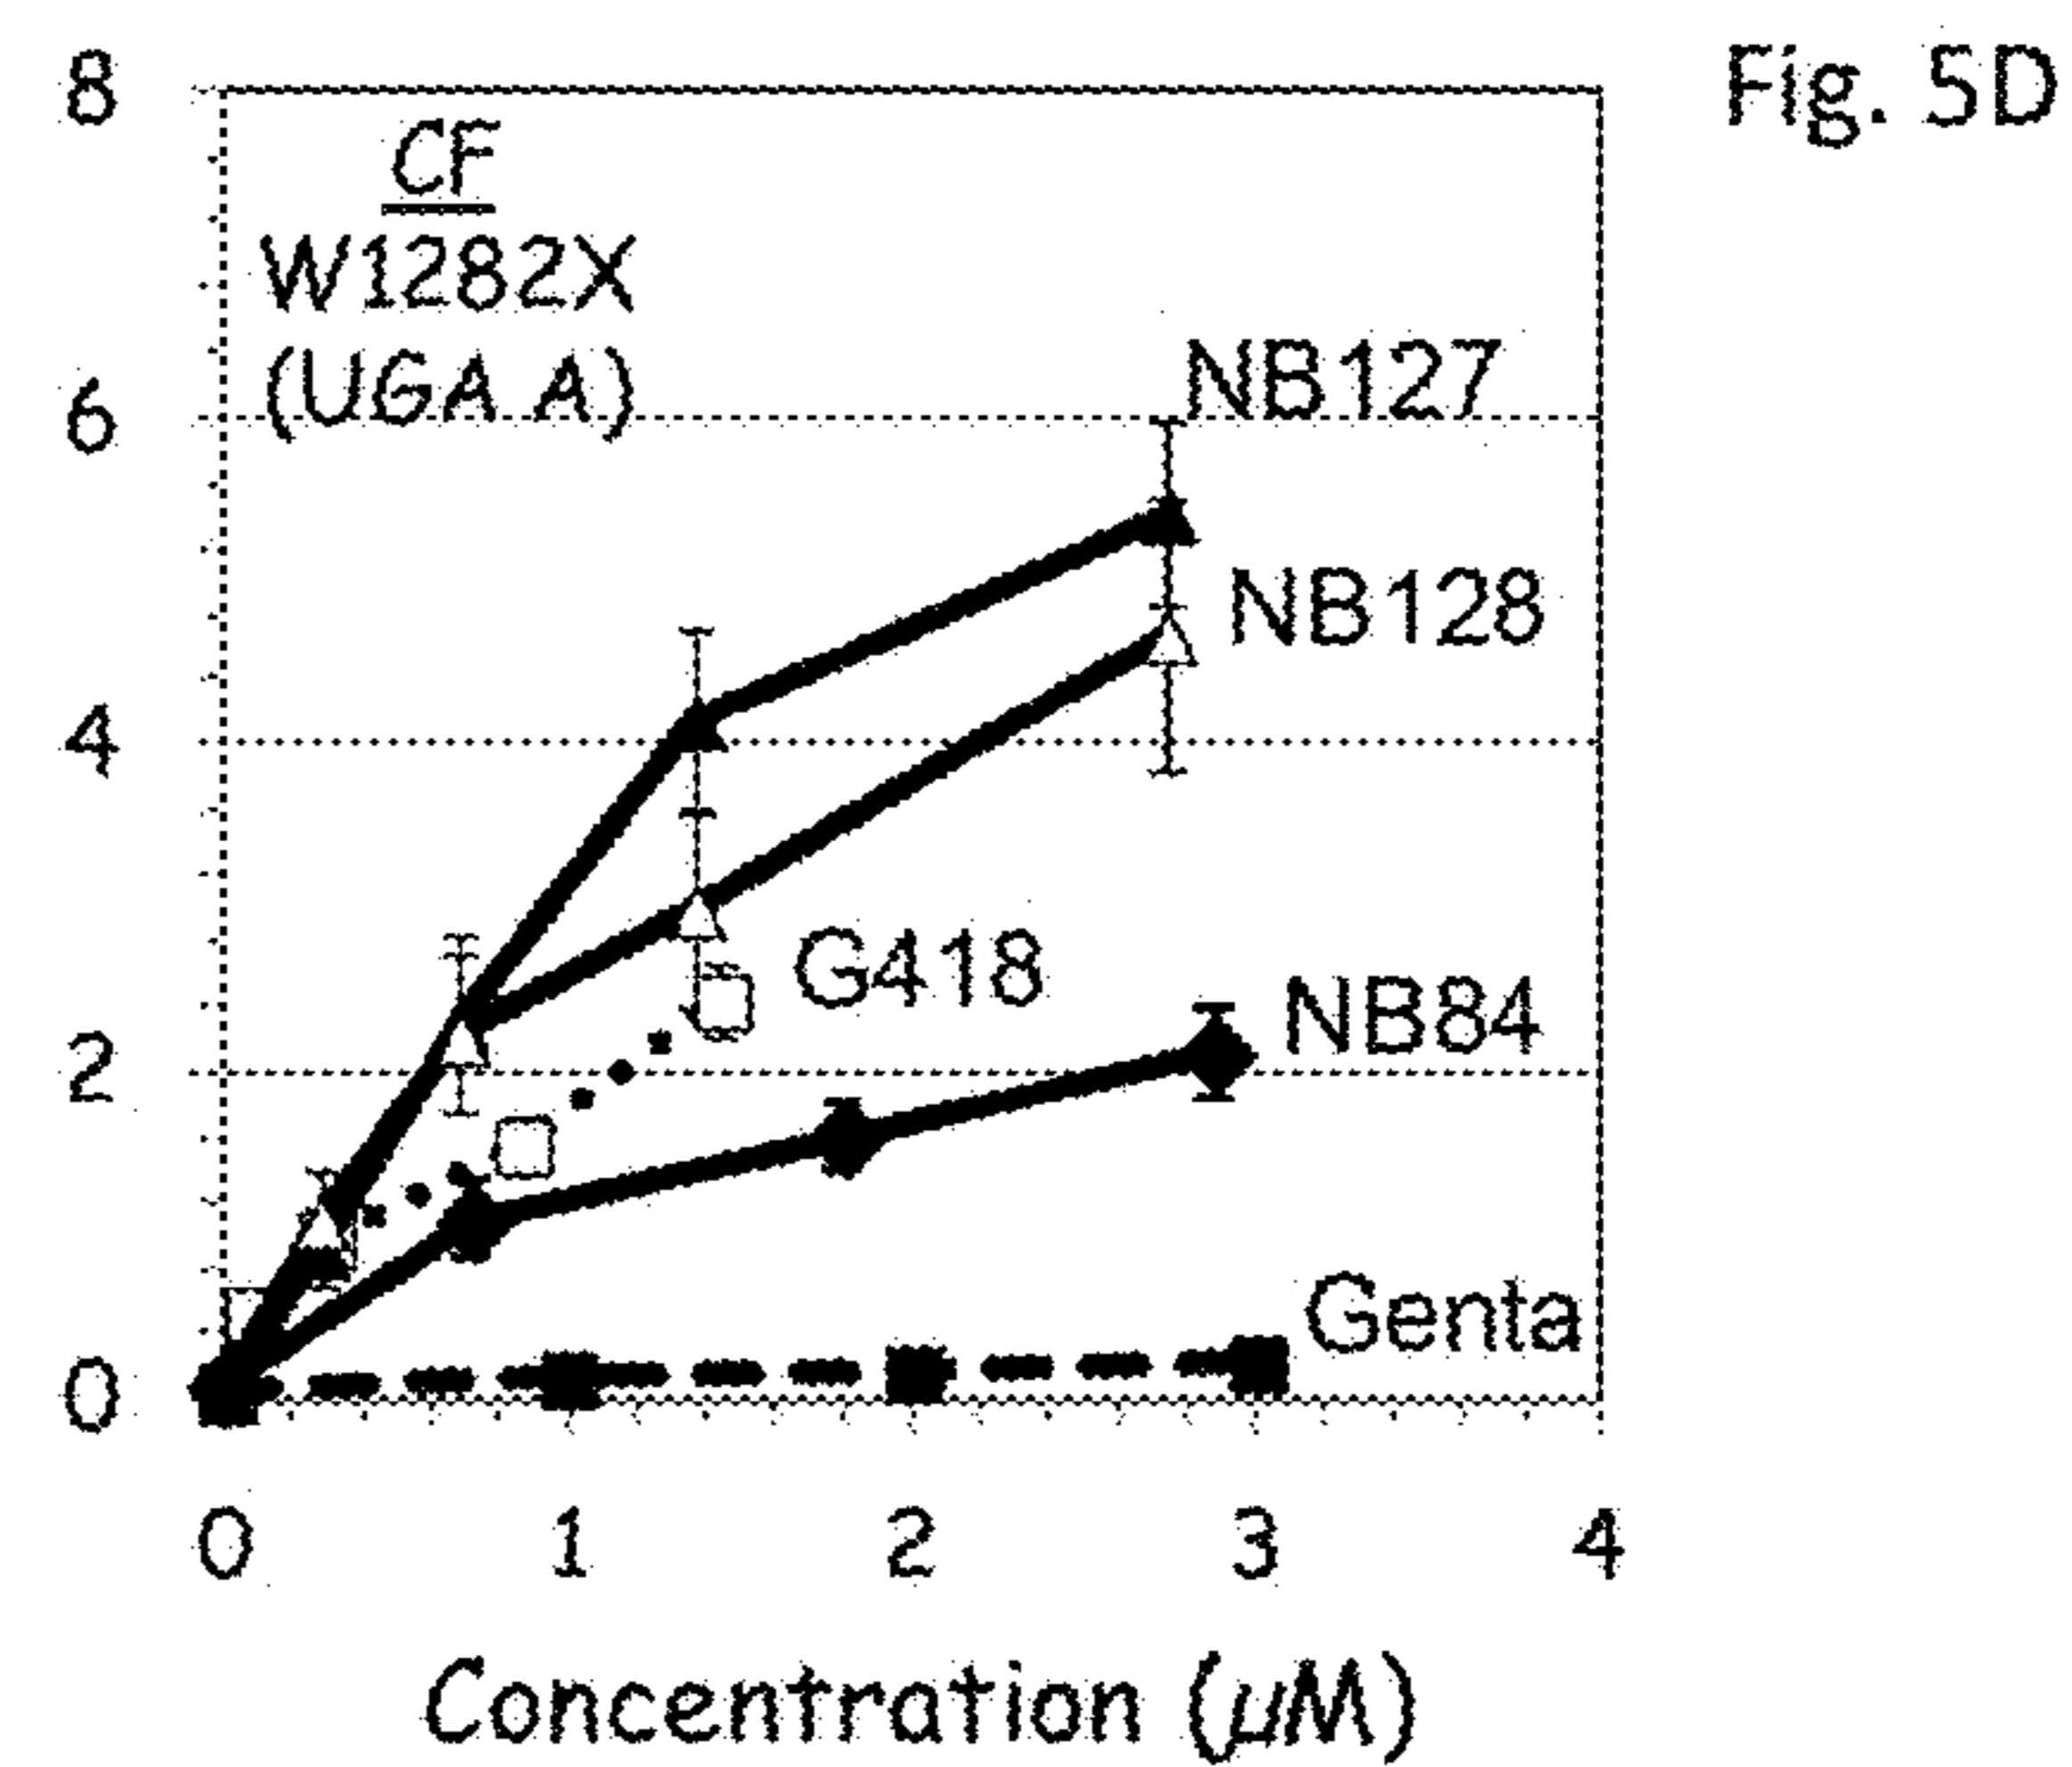 Fig. 5D
8
CF
W1282X
(UGA A)
6
NB127
NB128
4
G418
NB84
2
Genta
0
0 1 2 3 4
Concentration (µM)